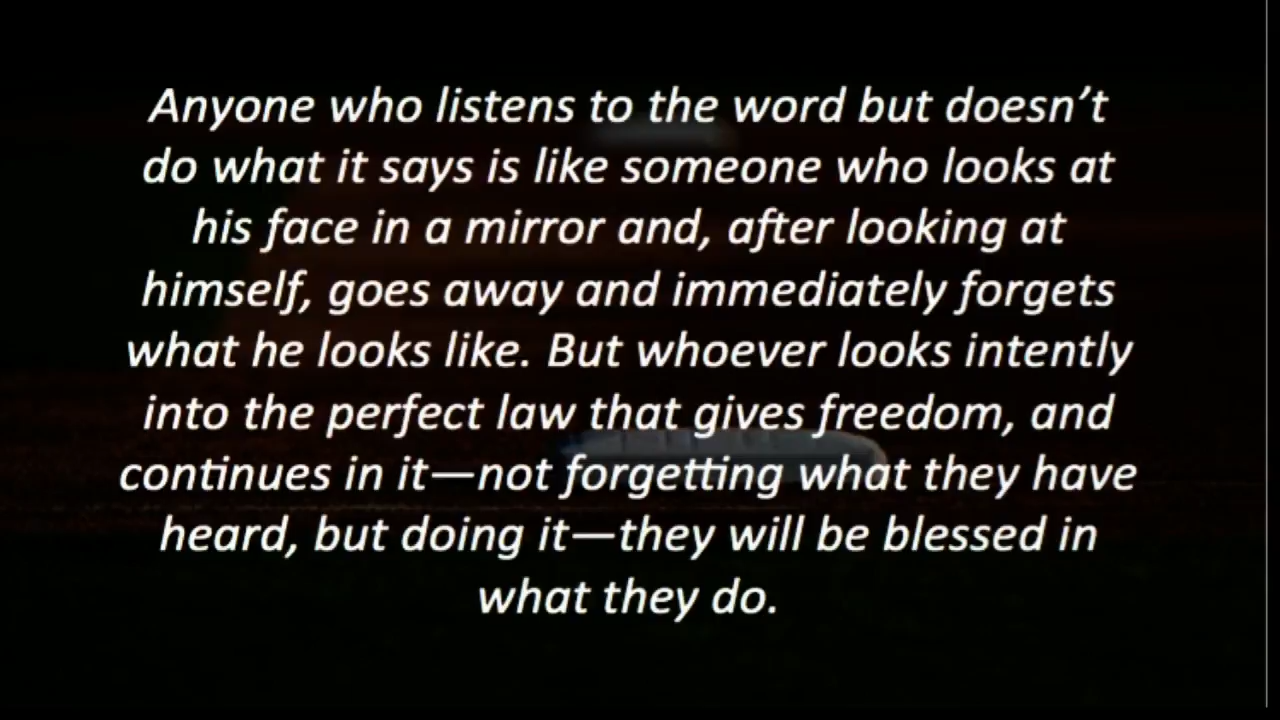 Anyone who listens to the word but doesn’t
do what it says is like someone who looks at
his face in a mirror and, after looking at
himself, goes away and immediately forgets
what he looks like. But whoever looks intently
into the perfect law that gives freedom, and
continues in it—not forgetting what they have
heard, but doing it—they will be blessed in
what they do.